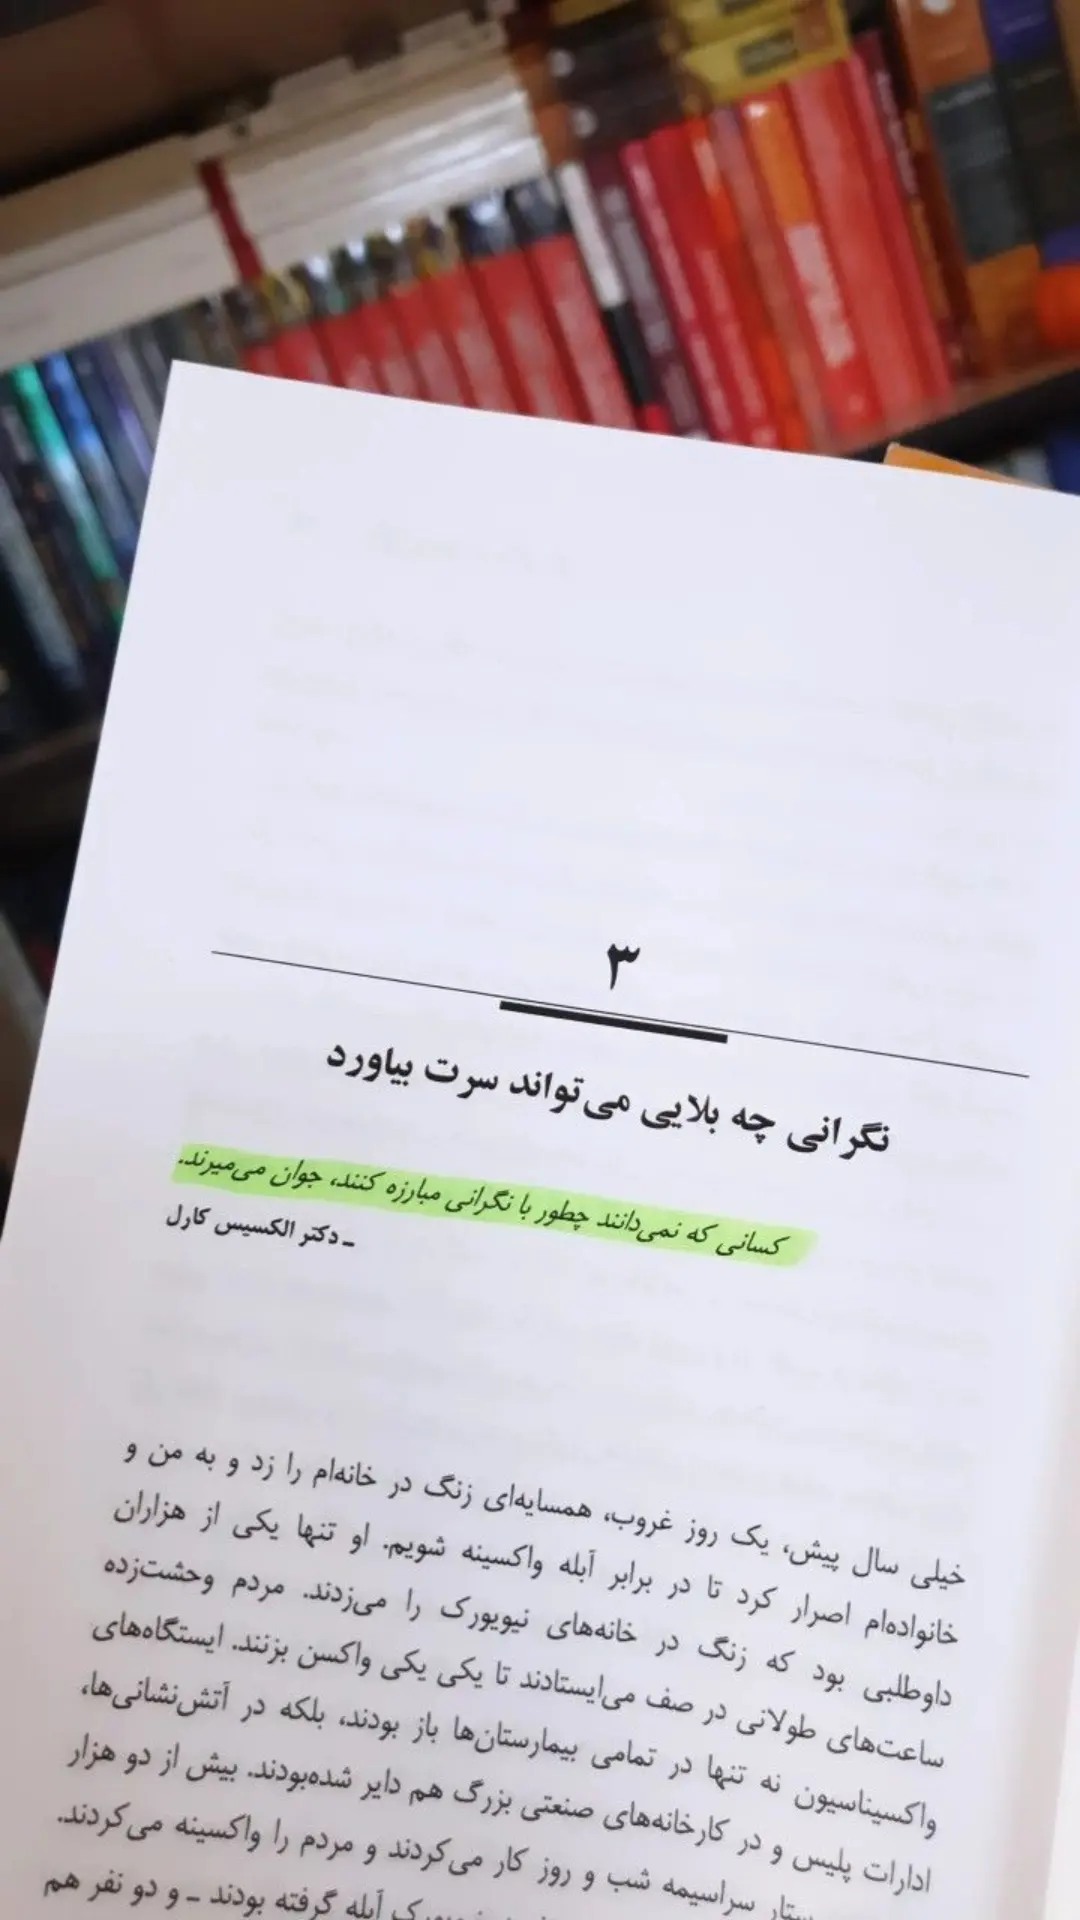 ۳
نگرانی چه بلایی می‌تواند سرت بیاورد
کسانی که نمی‌دانند چطور با نگرانی مبارزه کنند، جوان می‌میرند.
ـ دکتر الکسیس کارل
خیلی سال پیش، یک روز غروب، همسایه‌ای زنگ در خانه‌ام را زد و به من و
خانواده‌ام اصرار کرد تا در برابر آبله واکسینه شویم. او تنها یکی از هزاران
داوطلبی بود که زنگ در خانه‌های نیویورک را می‌زدند. مردم وحشت‌زده
ساعت‌های طولانی در صف می‌ایستادند تا یکی یکی واکسن بزنند. ایستگاه‌های
واکسیناسیون نه تنها در تمامی بیمارستان‌ها باز بودند، بلکه در آتش‌نشانی‌ها،
ادارات پلیس و در کارخانه‌های صنعتی بزرگ هم دایر شده‌بودند. بیش از دو هزار
سراسیمه شب و روز کار می‌کردند و مردم را واکسینه می‌کردند.
آبله گرفته بودند ـ و دو نفر هم